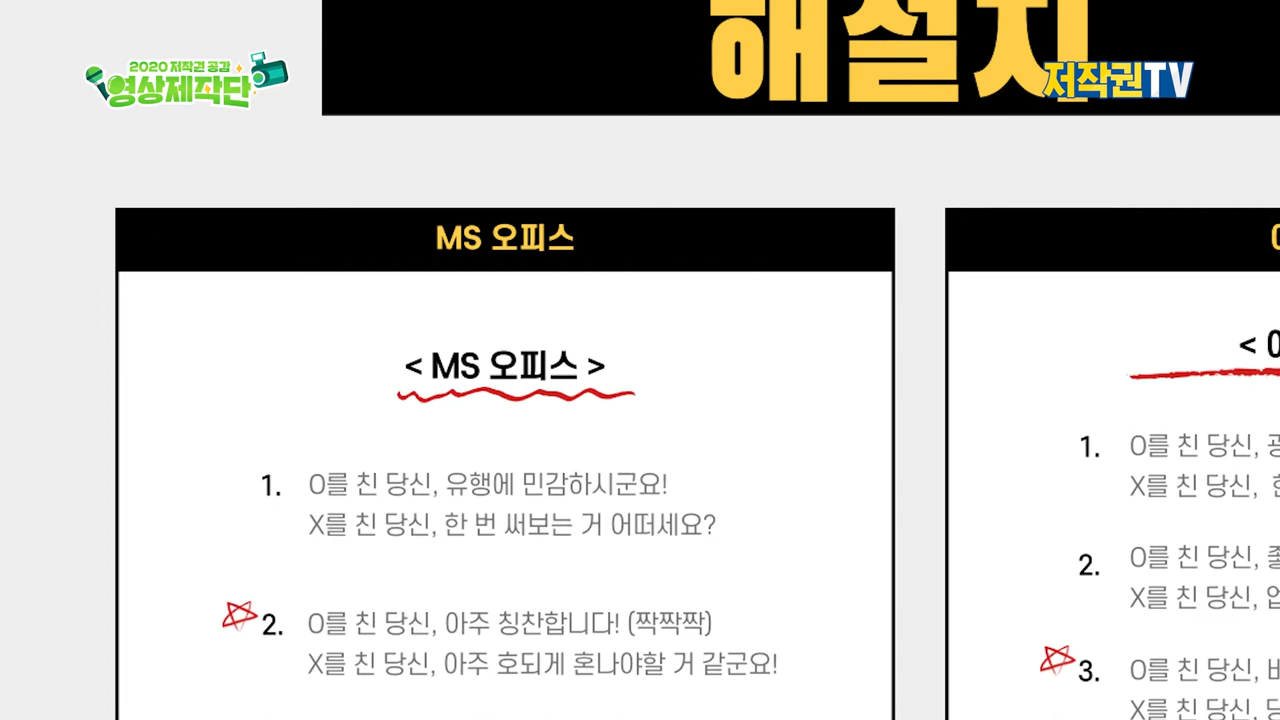 해설지
2020 저작권 공감
영상제작단
저작권TV
MS 오피스
< MS 오피스 >
1. O를 친 당신, 유행에 민감하시군요!
X를 친 당신, 한 번 써보는 거 어떠세요?
2. O를 친 당신, 아주 칭찬합니다! (짝짝짝)
X를 친 당신, 아주 호되게 혼나야할 거 같군요!
<
1. O를 친 당신,
X를 친 당신,
2. O를 친 당신,
X를 친 당신,
3. O를 친 당신,
X를 친 당신,